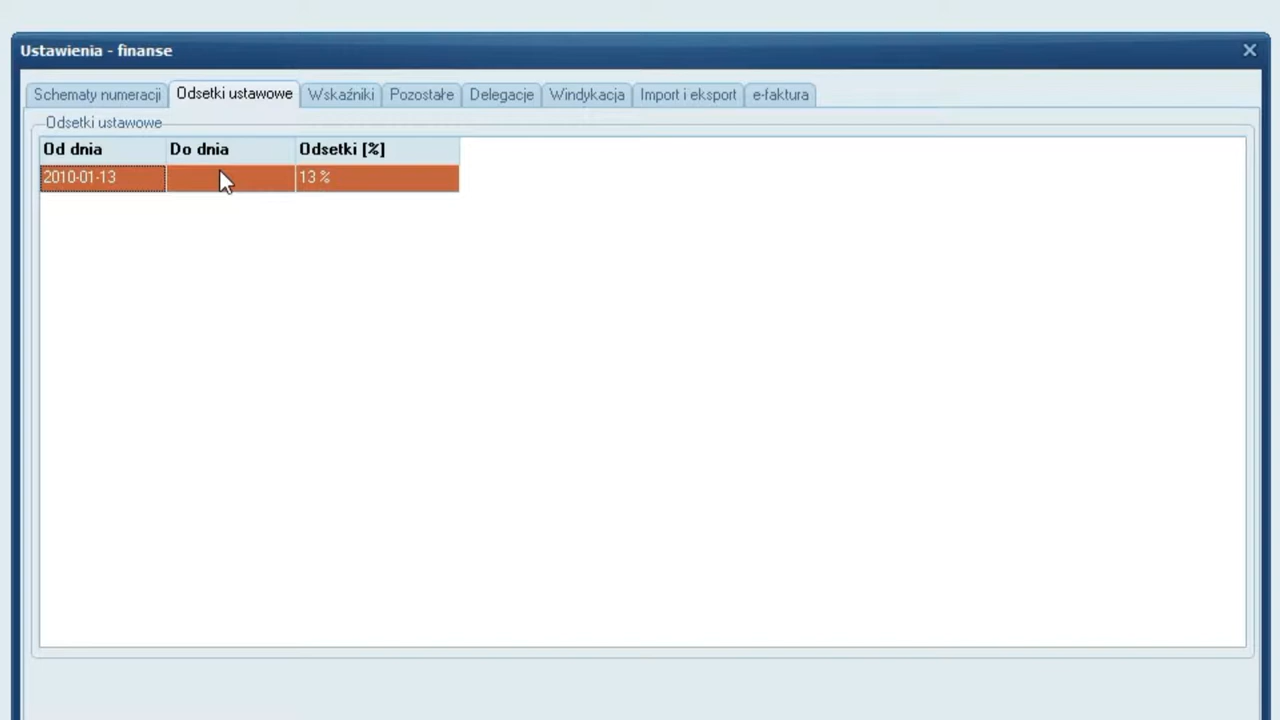 Ustawienia - finanse
Schematy numeracji Odsetki ustawowe Wskaźniki Pozostałe Delegacje Windykacja Import i eksport e-faktura
Odsetki ustawowe
Od dnia Do dnia Odsetki [%]
2010-01-13 13 %